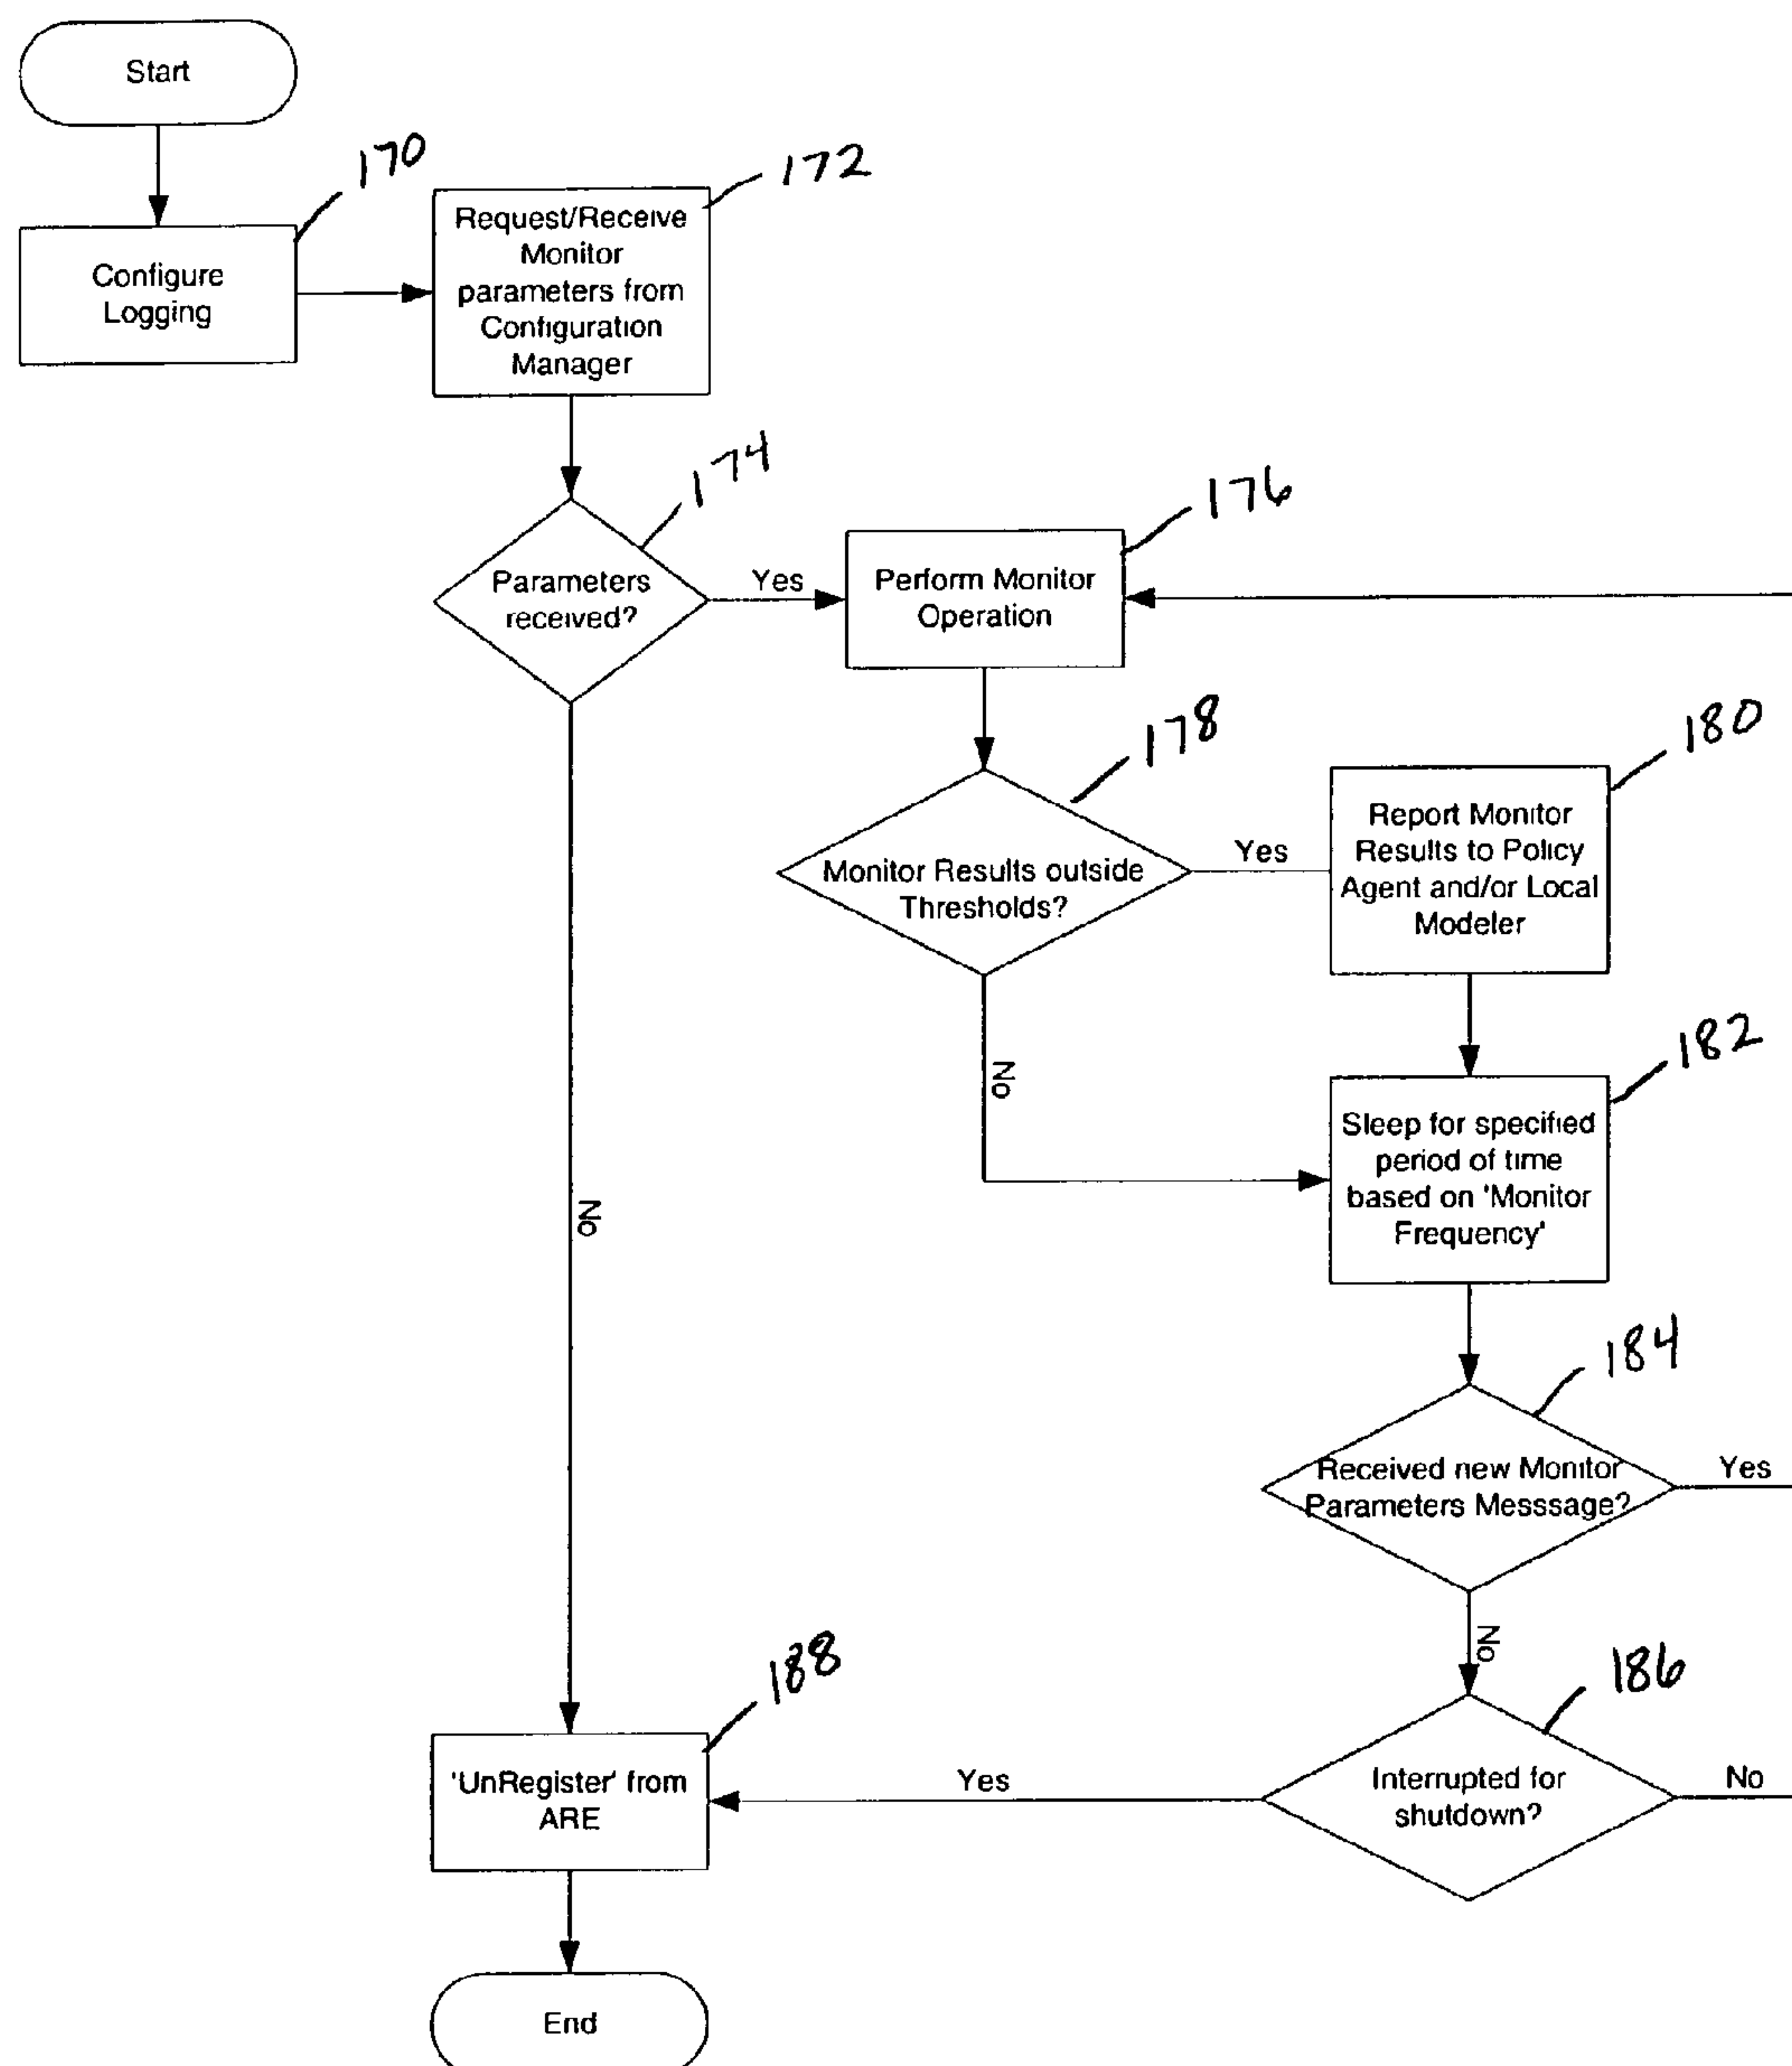 Start
170
Configure
Logging
172
Request/Receive
Monitor
parameters from
Configuration
Manager
174
Parameters
received?
Yes
176
Perform Monitor
Operation
178
Monitor Results outside
Thresholds?
Yes
180
Report Monitor
Results to Policy
Agent and/or Local
Modeler
No
182
Sleep for specified
period of time
based on 'Monitor
Frequency'
No
184
Received new Monitor
Parameters Messsage?
Yes
No
186
Interrupted for
shutdown?
No
Yes
188
'UnRegister' from
ARE
End